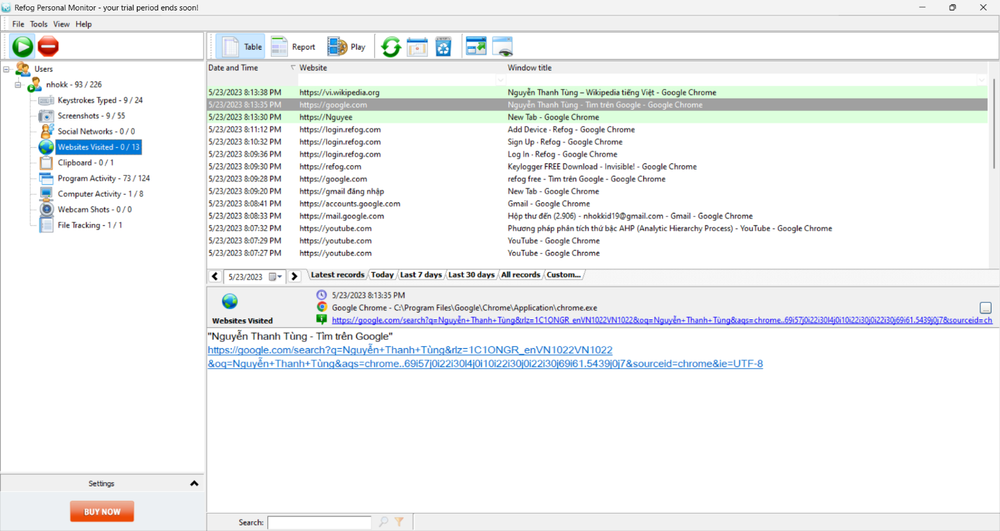 Refog Personal Monitor - your trial period ends soon!
File Tools View Help
Table Report Play
Users
nhokk - 93 / 226
Keystrokes Typed - 9 / 24
Screenshots - 9 / 55
Social Networks - 0 / 0
Websites Visited - 0 / 13
Clipboard - 0 / 1
Program Activity - 73 / 124
Computer Activity - 1 / 8
Webcam Shots - 0 / 0
File Tracking - 1 / 1
Settings
BUY NOW
Date and Time Website Window title
5/23/2023 8:13:38 PM https://vi.wikipedia.org Nguyễn Thanh Tùng – Wikipedia tiếng Việt - Google Chrome
5/23/2023 8:13:35 PM https://google.com Nguyễn Thanh Tùng - Tìm trên Google - Google Chrome
5/23/2023 8:13:30 PM https://Nguyee New Tab - Google Chrome
5/23/2023 8:11:12 PM https://login.refog.com Add Device · Refog - Google Chrome
5/23/2023 8:10:32 PM https://login.refog.com Sign Up · Refog - Google Chrome
5/23/2023 8:09:36 PM https://login.refog.com Log In · Refog - Google Chrome
5/23/2023 8:09:30 PM https://refog.com Keylogger FREE Download - Invisible! - Google Chrome
5/23/2023 8:09:28 PM https://google.com refog free - Tìm trên Google - Google Chrome
5/23/2023 8:09:20 PM https://gmail đăng nhập New Tab - Google Chrome
5/23/2023 8:08:41 PM https://accounts.google.com Gmail - Google Chrome
5/23/2023 8:08:33 PM https://mail.google.com Hộp thư đến (2.906) - nhokkid19@gmail.com - Gmail - Google Chrome
5/23/2023 8:07:32 PM https://youtube.com Phương pháp phân tích thứ bậc AHP (Analytic Hierarchy Process) - YouTube - Google Chrome
5/23/2023 8:07:29 PM https://youtube.com YouTube - Google Chrome
5/23/2023 8:07:27 PM https://youtube.com YouTube - Google Chrome
5/23/2023 Latest records Today Last 7 days Last 30 days All records Custom...
5/23/2023 8:13:35 PM
Google Chrome - C:\Program Files\Google\Chrome\Application\chrome.exe
Websites Visited https://google.com/search?q=Nguyễn+Thanh+Tùng&rlz=1C1ONGR_enVN1022VN1022&oq=Nguyễn+Thanh+Tùng&aqs=chrome..69i57j0i22i30l4j0i10i22i30j0i22i30j69i61.5439j0j7&sourceid=ch
"Nguyễn Thanh Tùng - Tìm trên Google"
https://google.com/search?q=Nguyễn+Thanh+Tùng&rlz=1C1ONGR_enVN1022VN1022
&oq=Nguyễn+Thanh+Tùng&aqs=chrome..69i57j0i22i30l4j0i10i22i30j0i22i30j69i61.5439j0j7&sourceid=chrome&ie=UTF-8
Search: